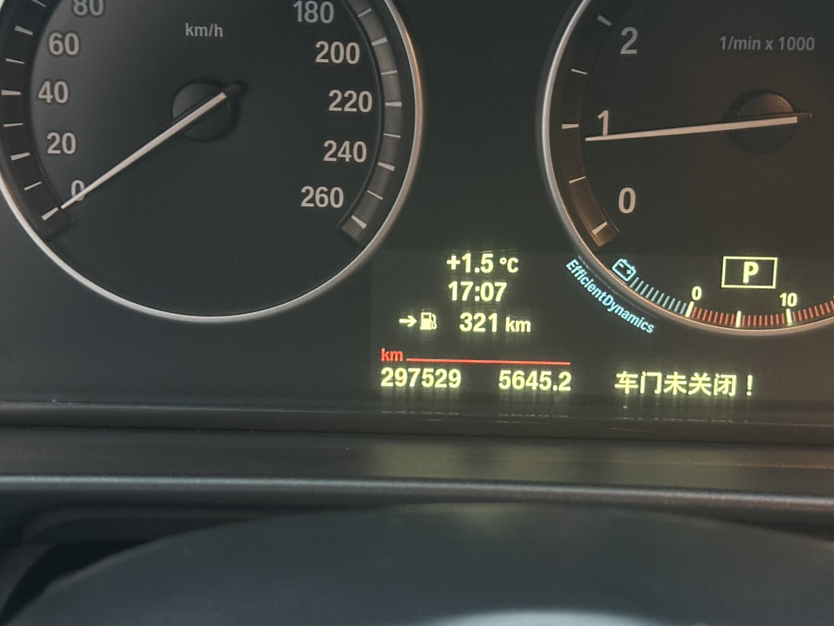 80
60
40
20
0
km/h
180
200
220
240
260
2
1
0
1/min x 1000
+1.5 °C
17:07
➔ 321 km
km
297529 5645.2
EfficientDynamics
P
0 10
车门未关闭！